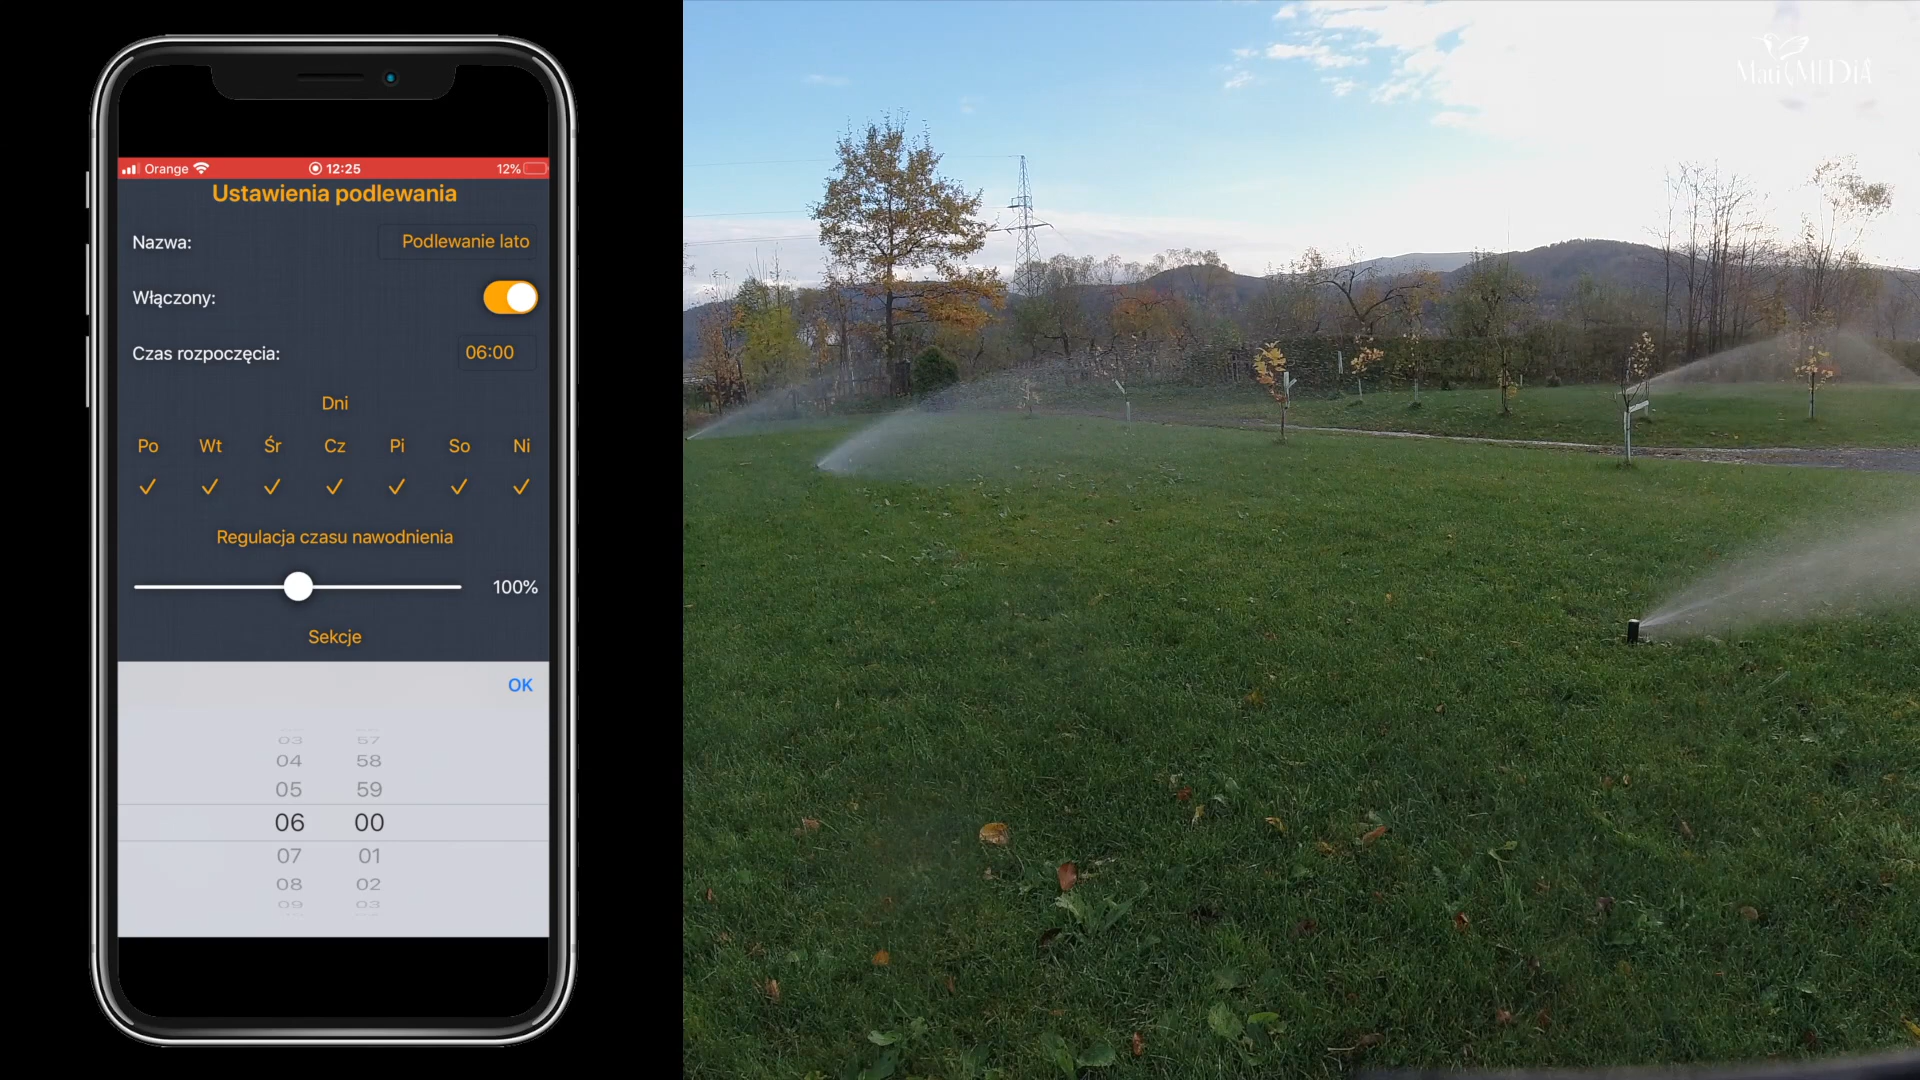 Orange 12:25 12%
Ustawienia podlewania
Nazwa: Podlewanie lato
Włączony:
Czas rozpoczęcia: 06:00
Dni
Po Wt Śr Cz Pi So Ni
Regulacja czasu nawodnienia
100%
Sekcje
OK
03 57
04 58
05 59
06 00
07 01
08 02
09 03
Mati MEDIA